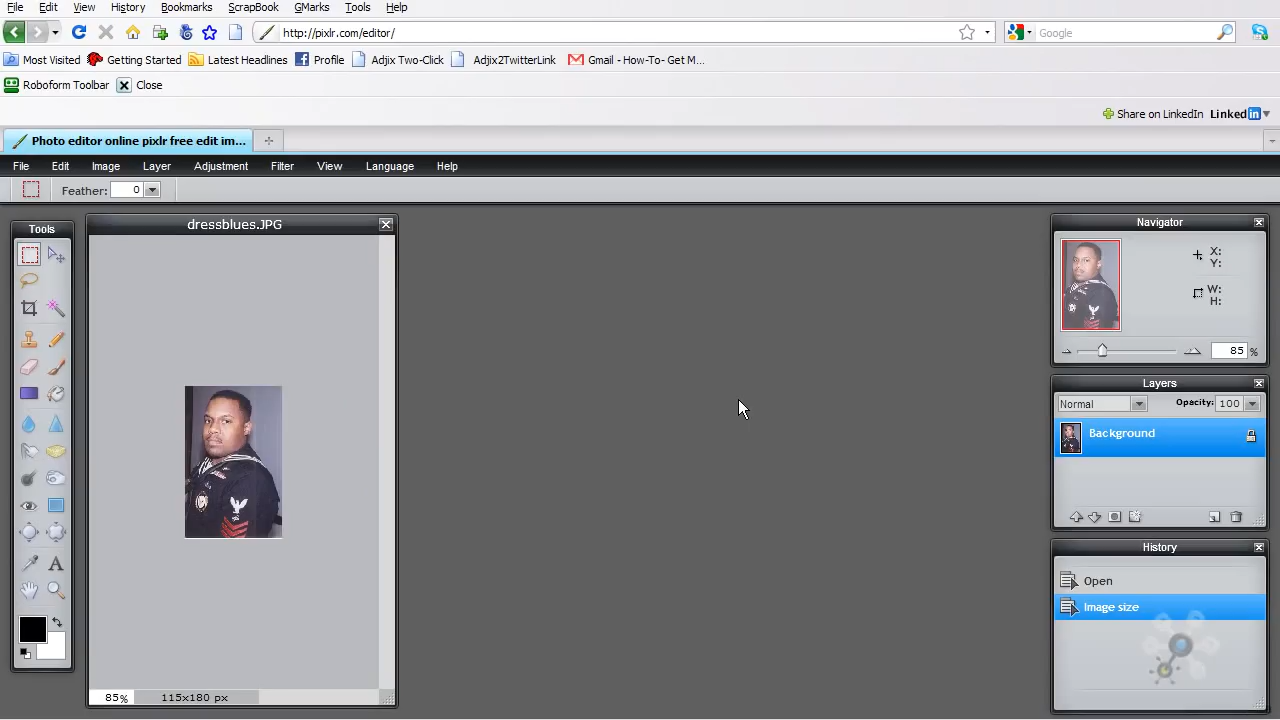 File Edit View History Bookmarks ScrapBook GMarks Tools Help
http://pixlr.com/editor/ Google
Most Visited Getting Started Latest Headlines Profile Adjix Two-Click Adjix2TwitterLink Gmail - How-To- Get M...
Roboform Toolbar Close
Share on LinkedIn Linked in
Photo editor online pixlr free edit im...
File Edit Image Layer Adjustment Filter View Language Help
Feather: 0
Tools
dressblues.JPG
85% 115x180 px
Navigator
X:
Y:
W:
H:
85 %
Layers
Normal Opacity: 100
Background
History
Open
Image size